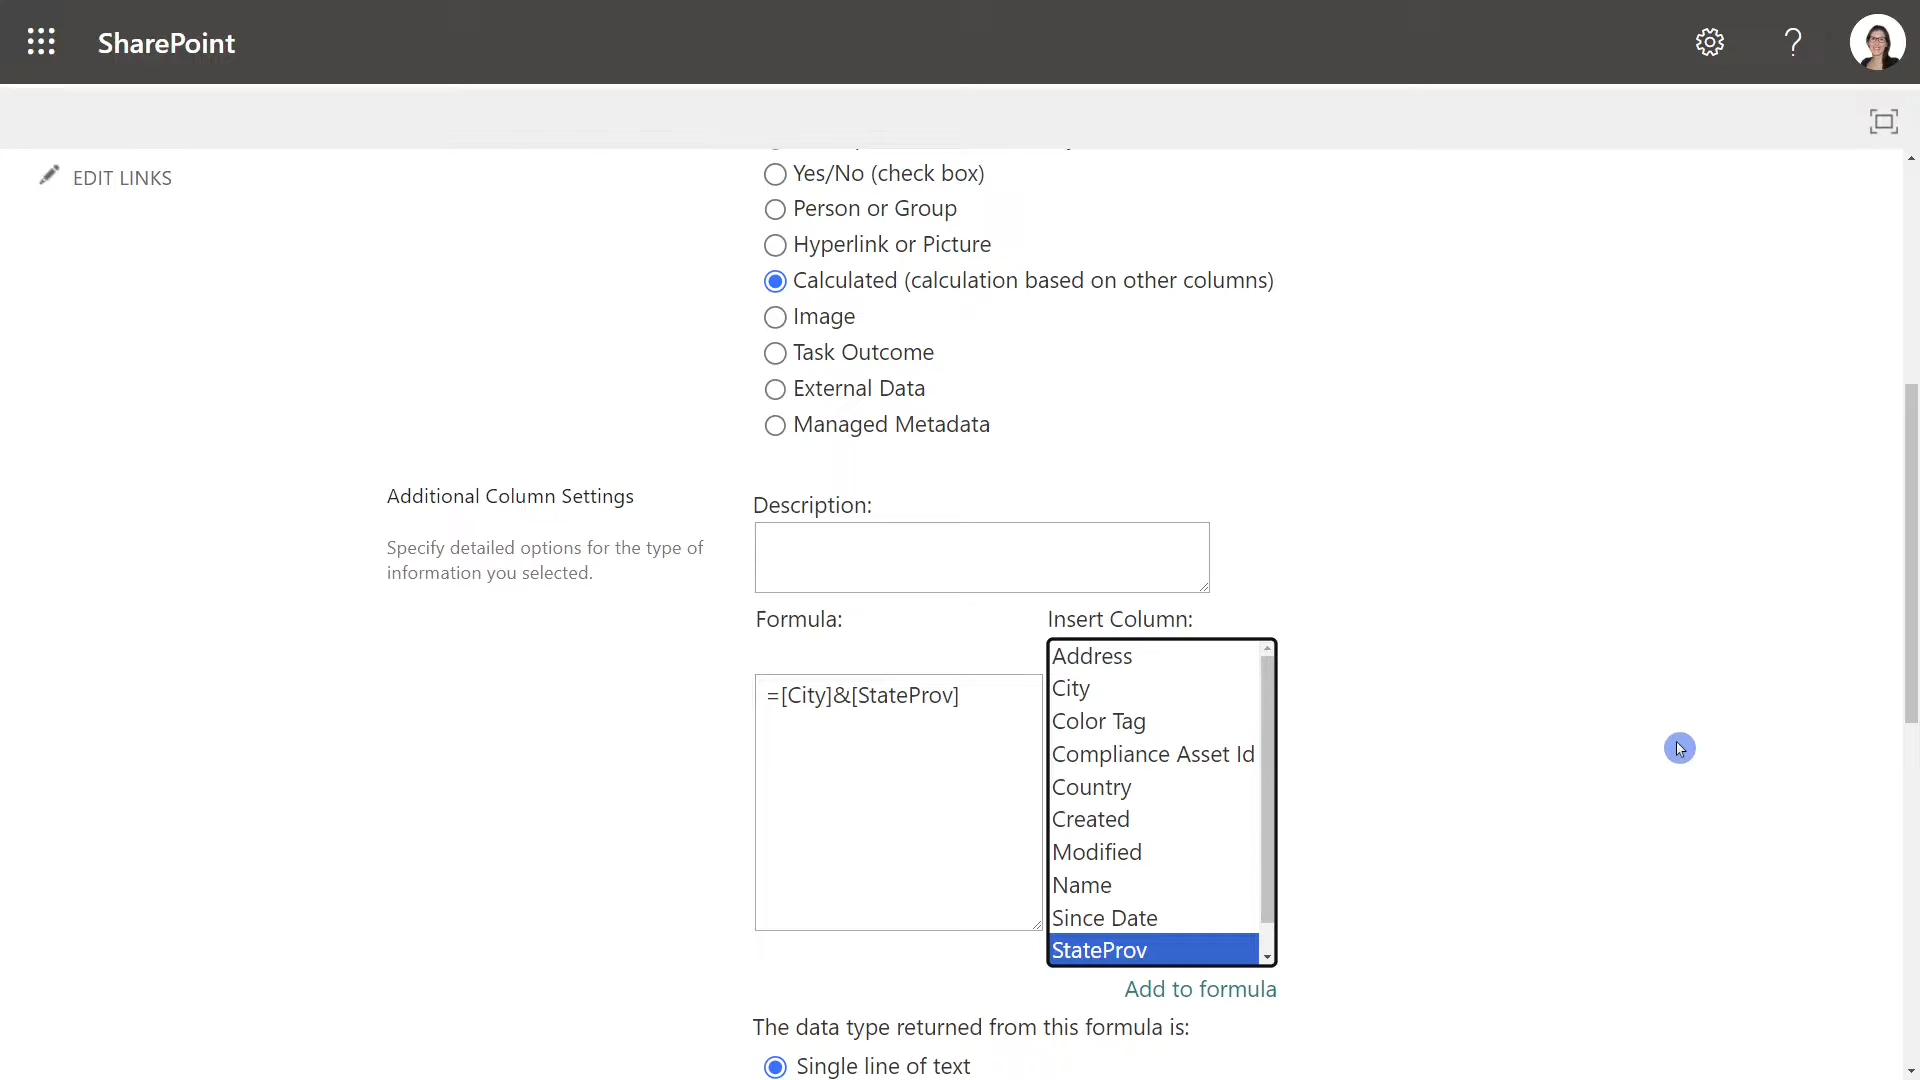 SharePoint
EDIT LINKS
Yes/No (check box)
Person or Group
Hyperlink or Picture
Calculated (calculation based on other columns)
Image
Task Outcome
External Data
Managed Metadata
Additional Column Settings
Specify detailed options for the type of
information you selected.
Description:
Formula:
=[City]&[StateProv]
Insert Column:
Address
City
Color Tag
Compliance Asset Id
Country
Created
Modified
Name
Since Date
StateProv
Add to formula
The data type returned from this formula is:
Single line of text